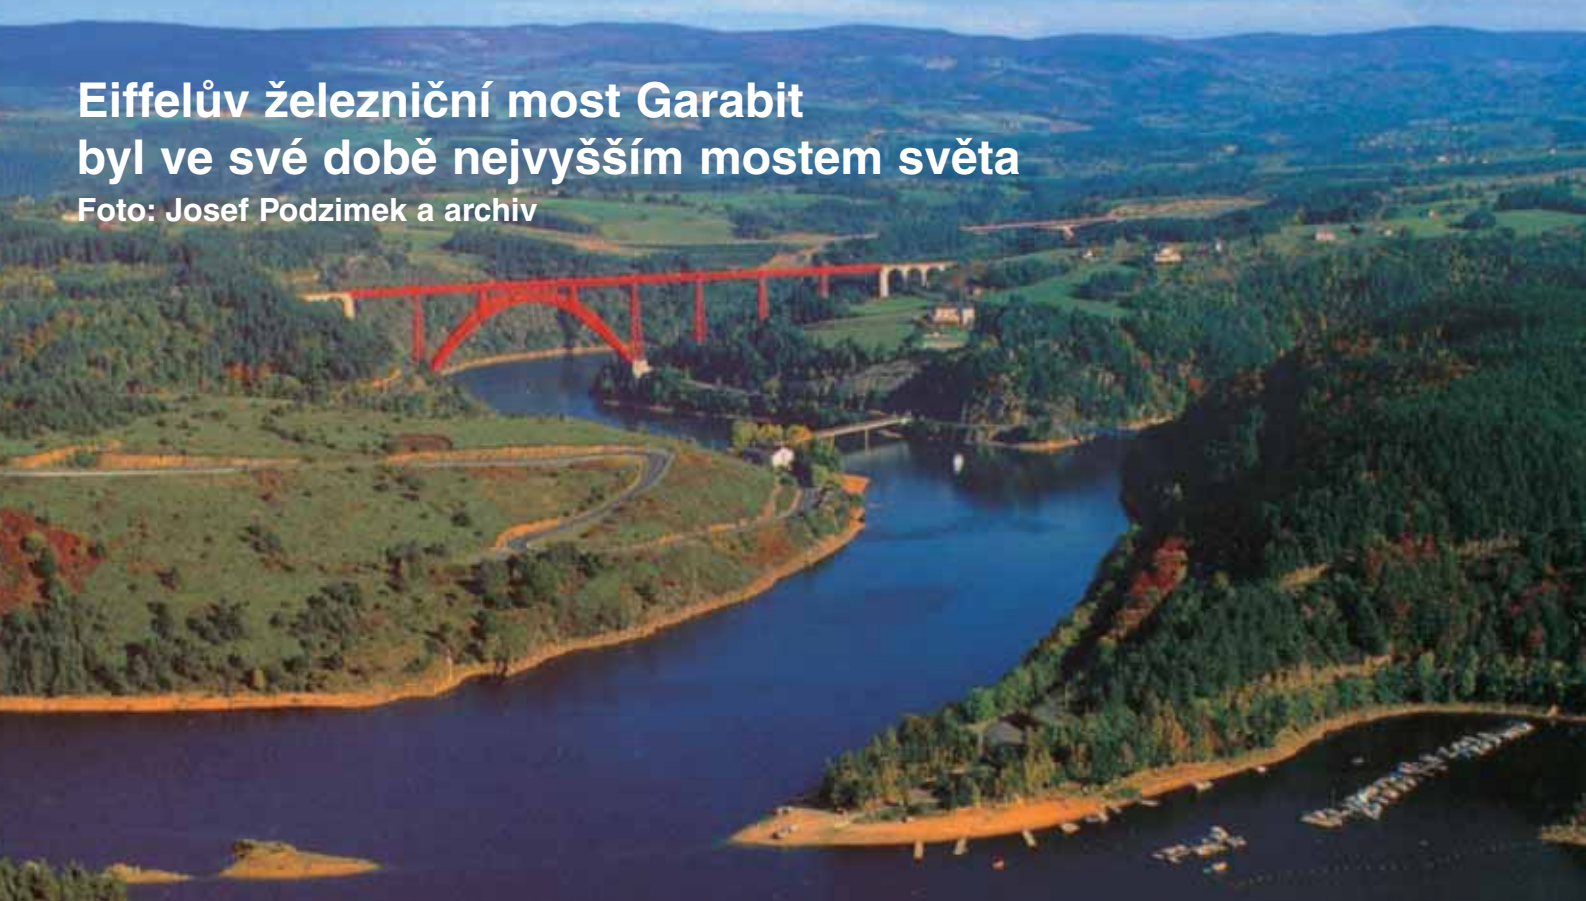 Eiffelův železniční most Garabit
byl ve své době nejvyšším mostem světa
Foto: Josef Podzimek a archiv